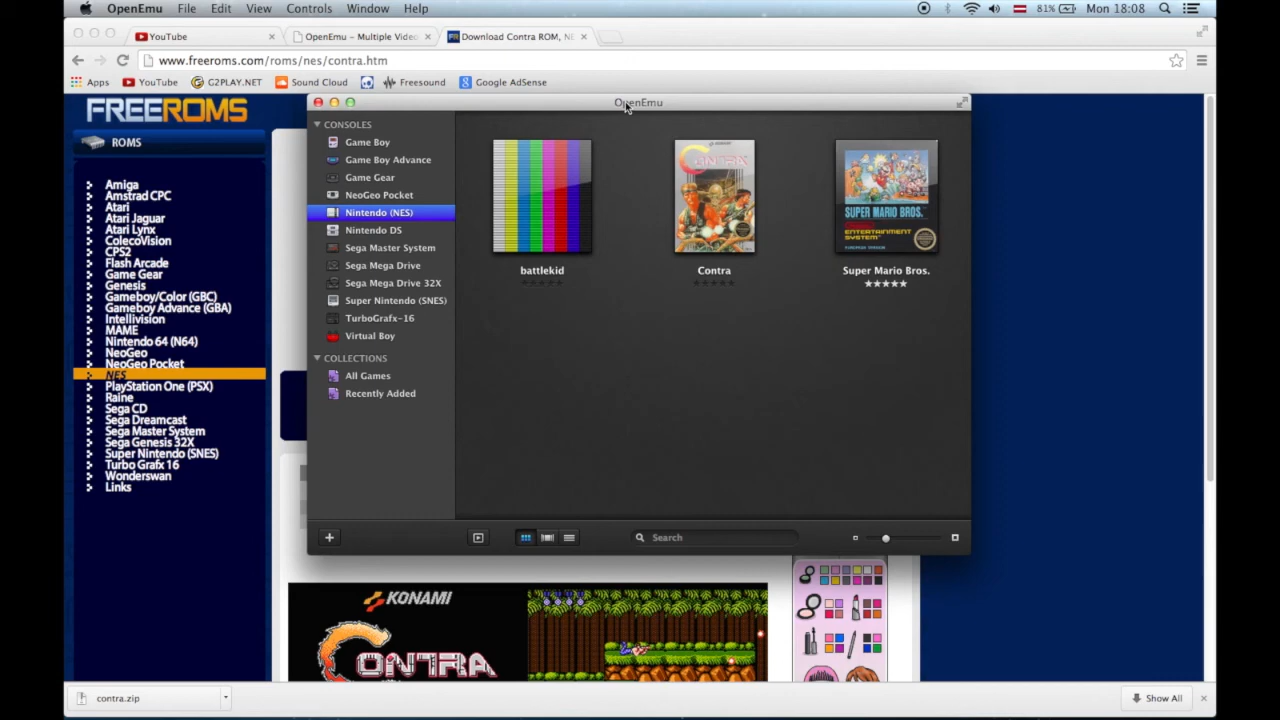 OpenEmu File Edit View Controls Window Help 81% Mon 18:08
YouTube OpenEmu – Multiple Video Download Contra ROM, NE
www.freeroms.com/roms/nes/contra.htm
Apps YouTube G2PLAY.NET Sound Cloud Freesound Google AdSense
FREEROMS
ROMS
Amiga
Amstrad CPC
Atari
Atari Jaguar
Atari Lynx
ColecoVision
CPS2
Flash Arcade
Game Gear
Genesis
Gameboy/Color (GBC)
Gameboy Advance (GBA)
Intellivision
MAME
Nintendo 64 (N64)
NeoGeo
NeoGeo Pocket
NES
PlayStation One (PSX)
Raine
Sega CD
Sega Dreamcast
Sega Master System
Sega Genesis 32X
Super Nintendo (SNES)
Turbo Grafx 16
Wonderswan
Links
OpenEmu
CONSOLES
Game Boy
Game Boy Advance
Game Gear
NeoGeo Pocket
Nintendo (NES)
Nintendo DS
Sega Master System
Sega Mega Drive
Sega Mega Drive 32X
Super Nintendo (SNES)
TurboGrafx-16
Virtual Boy
COLLECTIONS
All Games
Recently Added
CONTRA
SUPER MARIO BROS.
ENTERTAINMENT
SYSTEM
battlekid Contra Super Mario Bros.
Search
KONAMI
CONTRA
contra.zip Show All